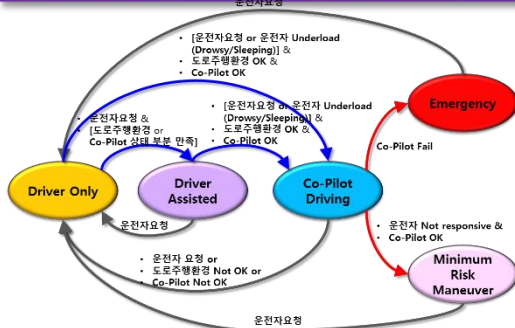 운전자요청
• [운전자요청 or 운전자 Underload
(Drowsy/Sleeping)] &
• 도로주행환경 OK &
• Co-Pilot OK
• 운전자요청 &
• [도로주행환경 or
Co-Pilot 상태 부분 만족]
• [운전자요청 or 운전자 Underload
(Drowsy/Sleeping)] &
• 도로주행환경 OK &
• Co-Pilot OK
Emergency
Co-Pilot Fail
Driver Only
Driver
Assisted
Co-Pilot
Driving
운전자요청
• 운전자 Not responsive &
• Co-Pilot OK
• 운전자 요청 or
• 도로주행환경 Not OK or
• Co-Pilot Not OK
Minimum
Risk
Maneuver
운전자요청